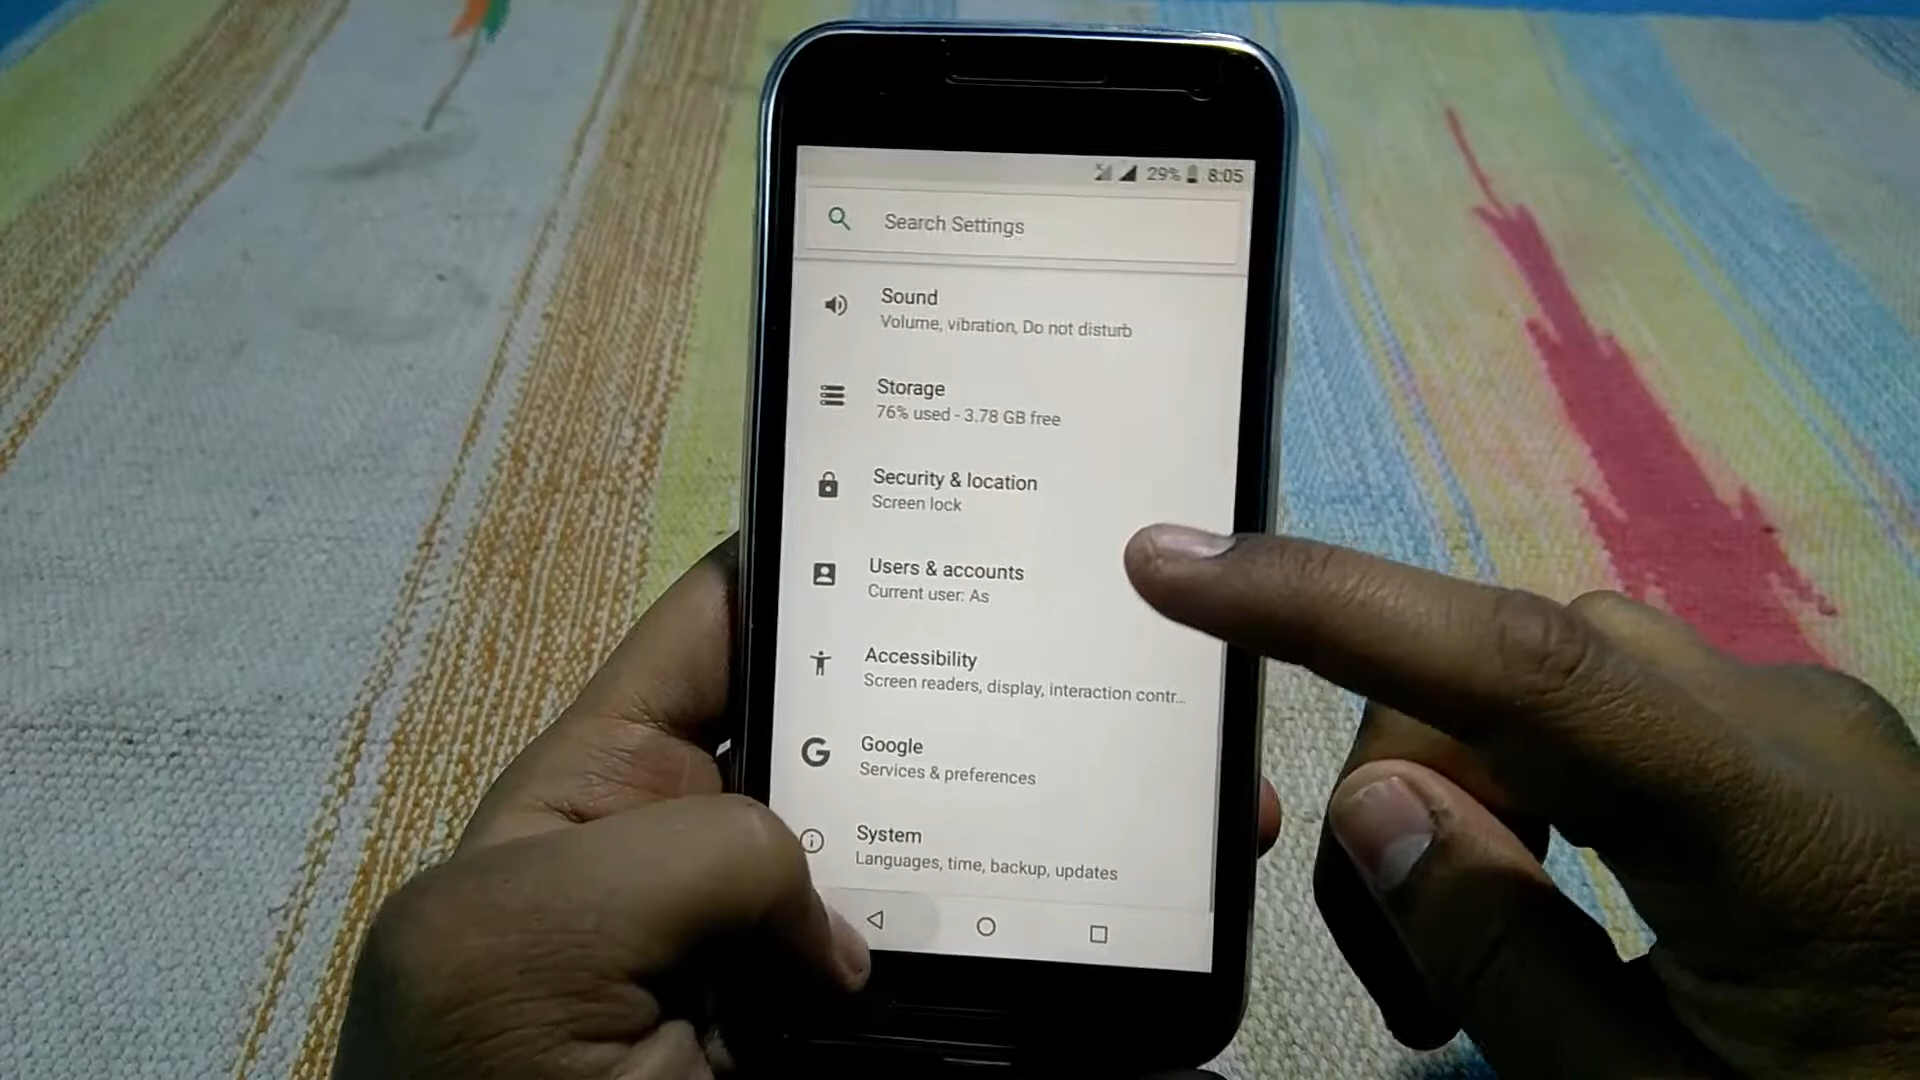 29% 8:05
Search Settings
Sound
Volume, vibration, Do not disturb
Storage
76% used - 3.78 GB free
Security & location
Screen lock
Users & accounts
Current user: As
Accessibility
Screen readers, display, interaction contr...
Google
Services & preferences
System
Languages, time, backup, updates